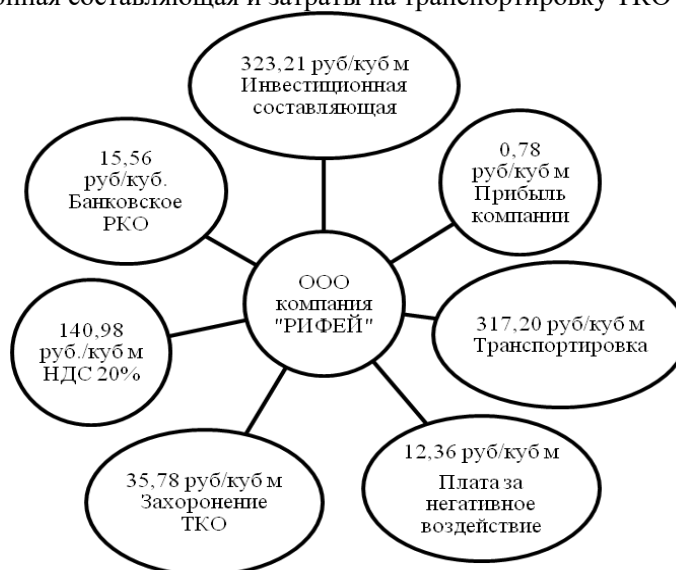 составляющая и затраты на транспортировку ТКО
323,21 руб/куб м
Инвестиционная
составляющая
0,78
руб/куб м
Прибыль
компании
317,20 руб/куб м
Транспортировка
12,36 руб/куб м
Плата за
негативное
воздействие
35,78 руб/куб м
Захоронение
ТКО
140,98
руб./куб м
НДС 20%
15,56
руб/куб.
Банковское
РКО
ООО
компания
"РИФЕЙ"